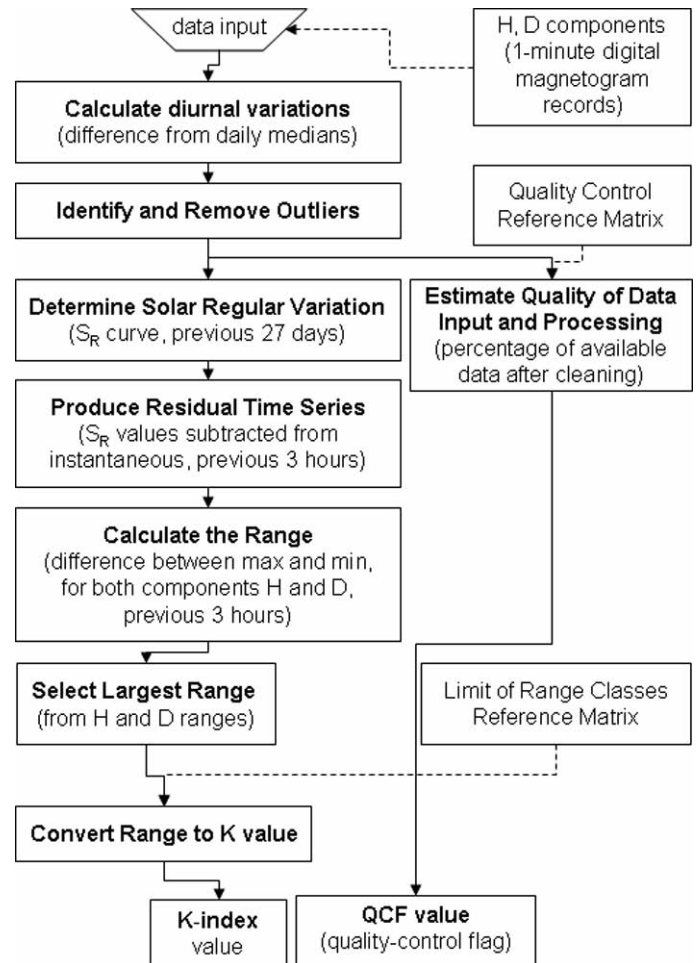 data input
H, D components
(1-minute digital
magnetogram
records)
Calculate diurnal variations
(difference from daily medians)
Identify and Remove Outliers
Quality Control
Reference Matrix
Determine Solar Regular Variation
(S_R curve, previous 27 days)
Estimate Quality of Data
Input and Processing
(percentage of available
data after cleaning)
Produce Residual Time Series
(S_R values subtracted from
instantaneous, previous 3 hours)
Calculate the Range
(difference between max and min,
for both components H and D,
previous 3 hours)
Select Largest Range
(from H and D ranges)
Limit of Range Classes
Reference Matrix
Convert Range to K value
K-index
value
QCF value
(quality-control flag)